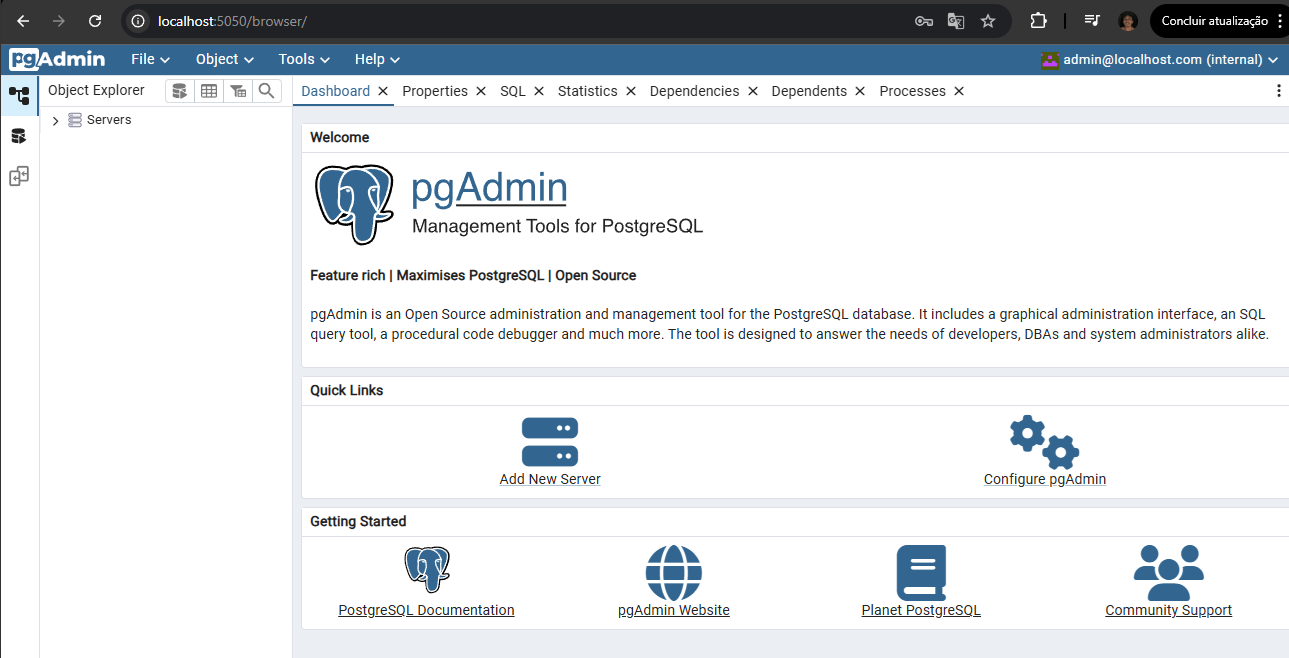 localhost:5050/browser/
Concluir atualização
pgAdmin File Object Tools Help admin@localhost.com (internal)
Object Explorer Dashboard Properties SQL Statistics Dependencies Dependents Processes
Servers
Welcome
pgAdmin
Management Tools for PostgreSQL
Feature rich | Maximises PostgreSQL | Open Source
pgAdmin is an Open Source administration and management tool for the PostgreSQL database. It includes a graphical administration interface, an SQL
query tool, a procedural code debugger and much more. The tool is designed to answer the needs of developers, DBAs and system administrators alike.
Quick Links
Add New Server Configure pgAdmin
Getting Started
PostgreSQL Documentation pgAdmin Website Planet PostgreSQL Community Support